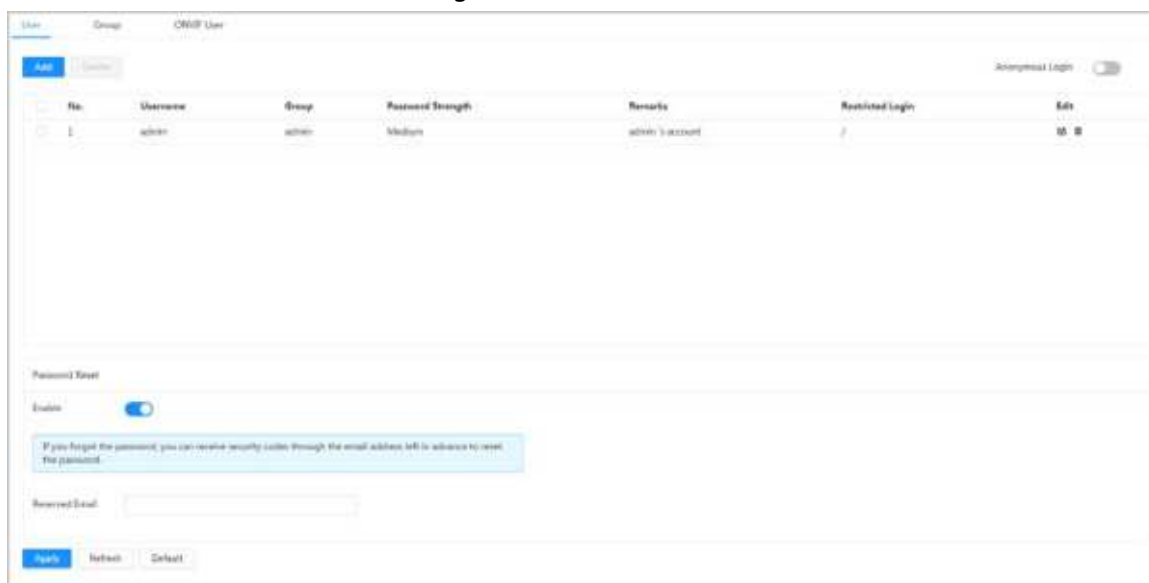 User Group ONVIF User
Add Delete Anonymous Login
No. Username Group Password Strength Remarks Restricted Login Edit
1 admin admin Medium admin 's account /
Password Reset
Enable
If you forget the password, you can receive security codes through the email address left in advance to reset
the password.
Reserved Email
Apply Refresh Default